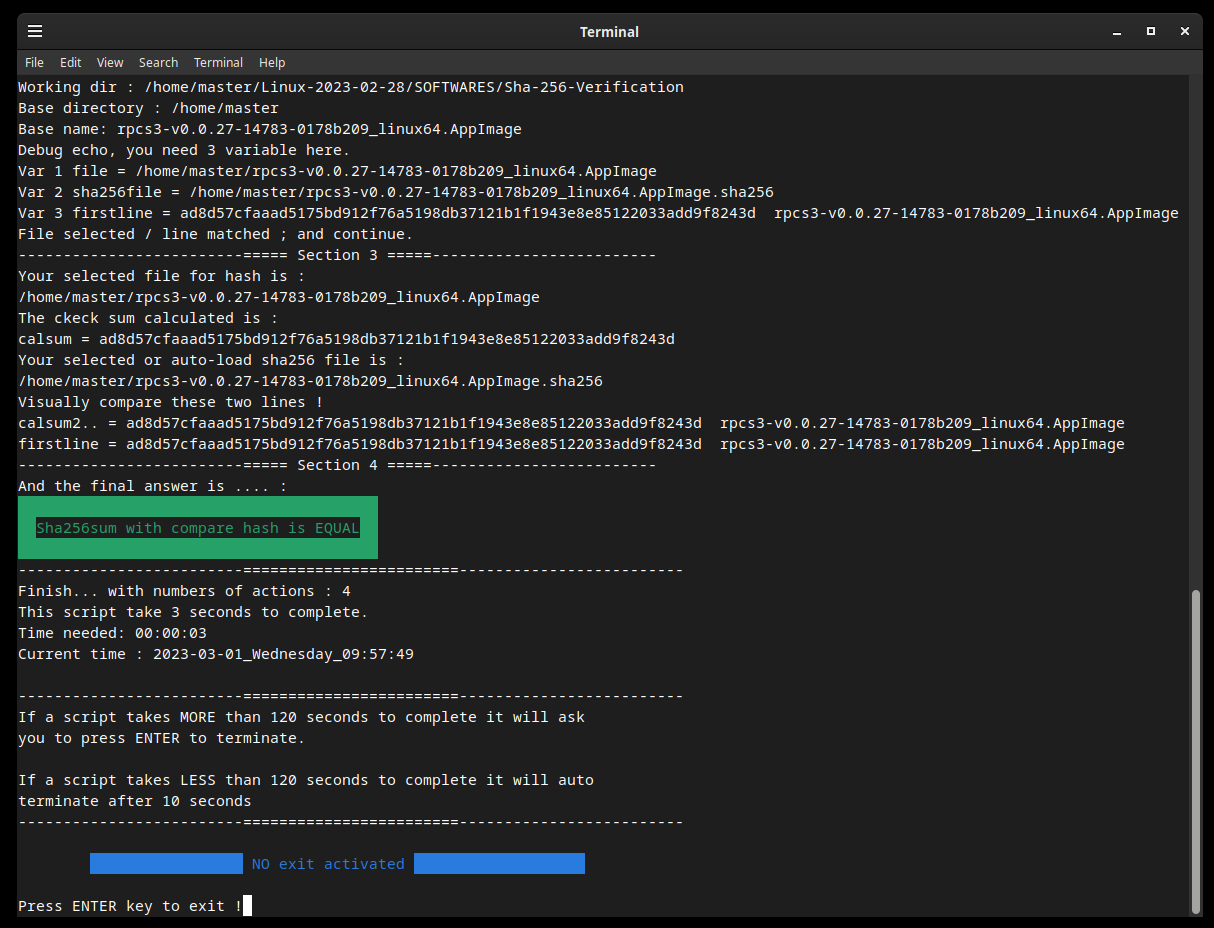 Terminal
File Edit View Search Terminal Help
Working dir : /home/master/Linux-2023-02-28/SOFTWARES/Sha-256-Verification
Base directory : /home/master
Base name: rpcs3-v0.0.27-14783-0178b209_linux64.AppImage
Debug echo, you need 3 variable here.
Var 1 file = /home/master/rpcs3-v0.0.27-14783-0178b209_linux64.AppImage
Var 2 sha256file = /home/master/rpcs3-v0.0.27-14783-0178b209_linux64.AppImage.sha256
Var 3 firstline = ad8d57cfaaad5175bd912f76a5198db37121b1f1943e8e85122033add9f8243d  rpcs3-v0.0.27-14783-0178b209_linux64.AppImage
File selected / line matched ; and continue.
-------------------------===== Section 3 =====-------------------------
Your selected file for hash is :
/home/master/rpcs3-v0.0.27-14783-0178b209_linux64.AppImage
The ckeck sum calculated is :
calsum = ad8d57cfaaad5175bd912f76a5198db37121b1f1943e8e85122033add9f8243d
Your selected or auto-load sha256 file is :
/home/master/rpcs3-v0.0.27-14783-0178b209_linux64.AppImage.sha256
Visually compare these two lines !
calsum2.. = ad8d57cfaaad5175bd912f76a5198db37121b1f1943e8e85122033add9f8243d  rpcs3-v0.0.27-14783-0178b209_linux64.AppImage
firstline = ad8d57cfaaad5175bd912f76a5198db37121b1f1943e8e85122033add9f8243d  rpcs3-v0.0.27-14783-0178b209_linux64.AppImage
-------------------------===== Section 4 =====-------------------------
And the final answer is .... :
Sha256sum with compare hash is EQUAL
-------------------------========================-------------------------
Finish... with numbers of actions : 4
This script take 3 seconds to complete.
Time needed: 00:00:03
Current time : 2023-03-01_Wednesday_09:57:49
-------------------------========================-------------------------
If a script takes MORE than 120 seconds to complete it will ask
you to press ENTER to terminate.
If a script takes LESS than 120 seconds to complete it will auto
terminate after 10 seconds
-------------------------========================-------------------------
NO exit activated
Press ENTER key to exit !